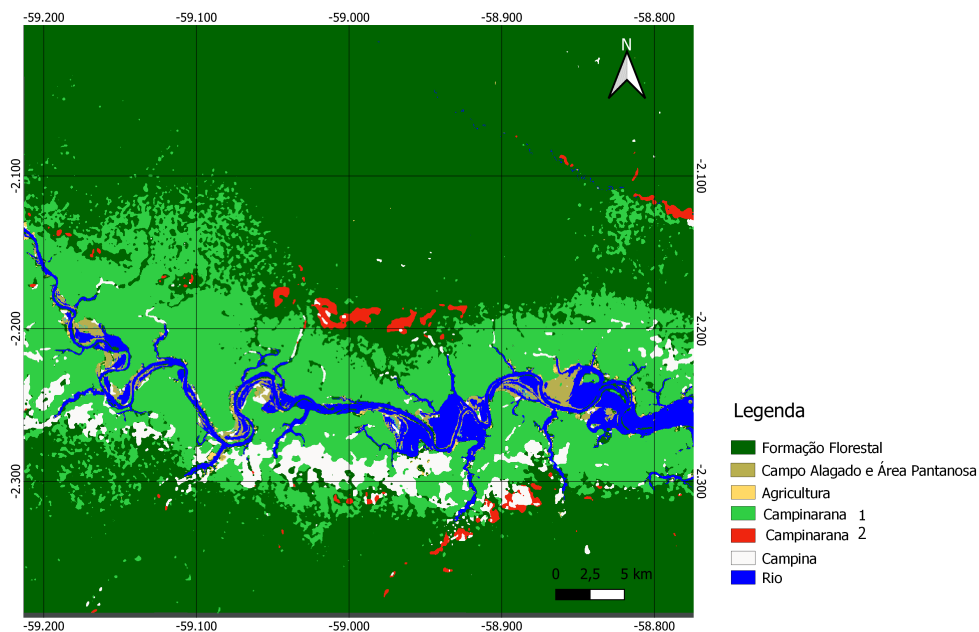 -59.200 -59.100 -59.000 -58.900 -58.800
N
-2.100 -2.100
-2.200 -2.200
-2.300 -2.300
0 2,5 5 km
-59.200 -59.100 -59.000 -58.900 -58.800
Legenda
Formação Florestal
Campo Alagado e Área Pantanosa
Agricultura
Campinarana 1
Campinarana 2
Campina
Rio